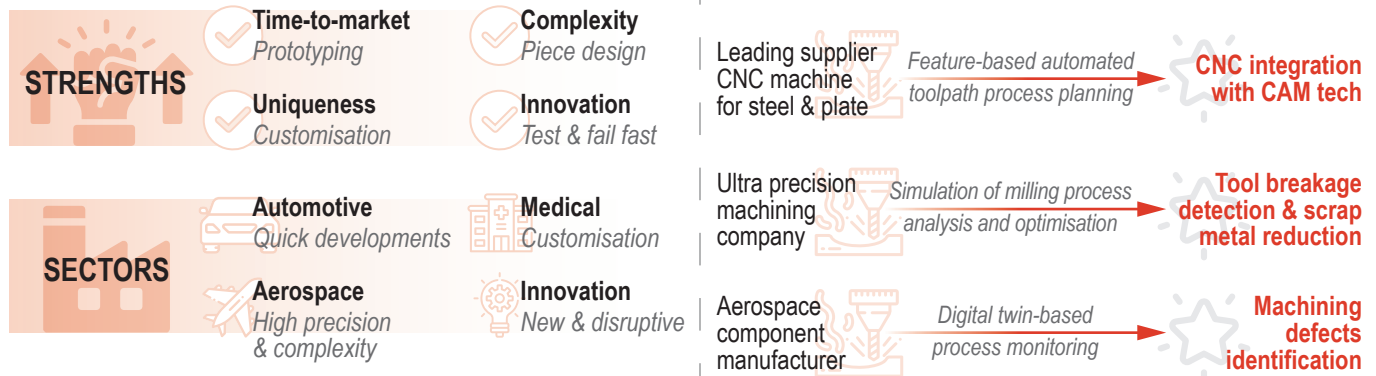 STRENGTHS
Time-to-market
Prototyping
Complexity
Piece design
Uniqueness
Customisation
Innovation
Test & fail fast
SECTORS
Automotive
Quick developments
Medical
Customisation
Aerospace
High precision
& complexity
Innovation
New & disruptive
Leading supplier
CNC machine
for steel & plate
Feature-based automated
toolpath process planning
CNC integration
with CAM tech
Ultra precision
machining
company
Simulation of milling process
analysis and optimisation
Tool breakage
detection & scrap
metal reduction
Aerospace
component
manufacturer
Digital twin-based
process monitoring
Machining
defects
identification